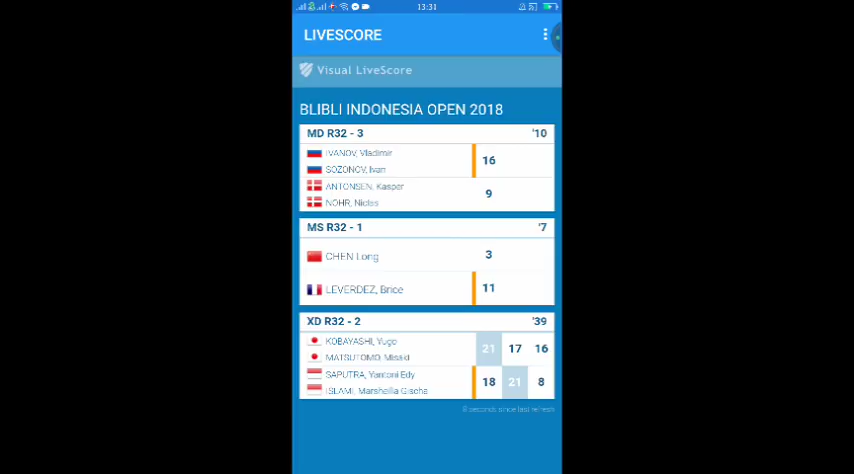 13:31
LIVESCORE
Visual LiveScore
BLIBLI INDONESIA OPEN 2018
MD R32 - 3 '10
IVANOV, Vladimir
SOZONOV, Ivan
16
ANTONSEN, Kasper
NOHR, Niclas
9
MS R32 - 1 '7
CHEN Long 3
LEVERDEZ, Brice 11
XD R32 - 2 '39
KOBAYASHI, Yugo
MATSUTOMO, Misaki
21 17 16
SAPUTRA, Yantoni Edy
ISLAMI, Marsheilla Gischa
18 21 8
8 seconds since last refresh